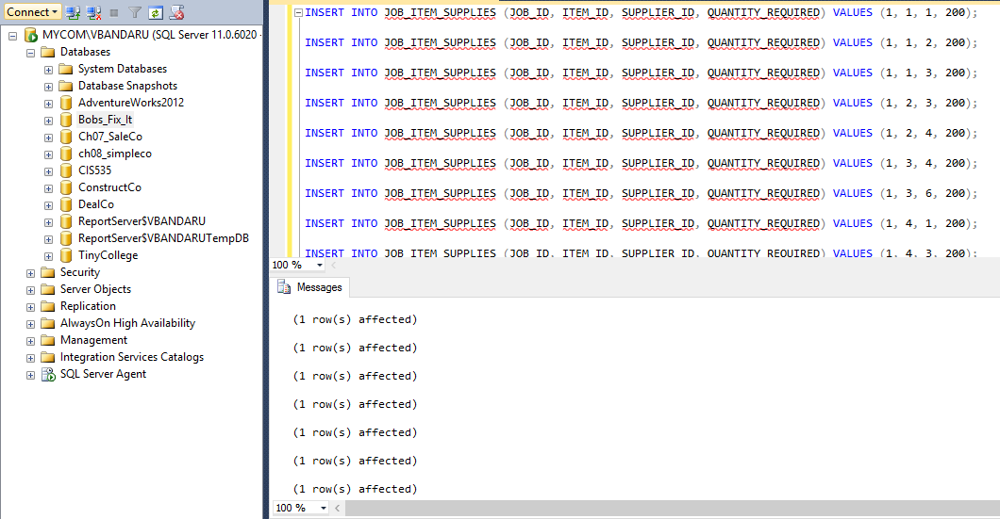 Connect
MYCOM\VBANDARU (SQL Server 11.0.6020 -
Databases
System Databases
Database Snapshots
AdventureWorks2012
Bobs_Fix_It
Ch07_SaleCo
ch08_simpleco
CIS535
ConstructCo
DealCo
ReportServer$VBANDARU
ReportServer$VBANDARUTempDB
TinyCollege
Security
Server Objects
Replication
AlwaysOn High Availability
Management
Integration Services Catalogs
SQL Server Agent
INSERT INTO JOB_ITEM_SUPPLIES (JOB_ID, ITEM_ID, SUPPLIER_ID, QUANTITY_REQUIRED) VALUES (1, 1, 1, 200);
INSERT INTO JOB_ITEM_SUPPLIES (JOB_ID, ITEM_ID, SUPPLIER_ID, QUANTITY_REQUIRED) VALUES (1, 1, 2, 200);
INSERT INTO JOB_ITEM_SUPPLIES (JOB_ID, ITEM_ID, SUPPLIER_ID, QUANTITY_REQUIRED) VALUES (1, 1, 3, 200);
INSERT INTO JOB_ITEM_SUPPLIES (JOB_ID, ITEM_ID, SUPPLIER_ID, QUANTITY_REQUIRED) VALUES (1, 2, 3, 200);
INSERT INTO JOB_ITEM_SUPPLIES (JOB_ID, ITEM_ID, SUPPLIER_ID, QUANTITY_REQUIRED) VALUES (1, 2, 4, 200);
INSERT INTO JOB_ITEM_SUPPLIES (JOB_ID, ITEM_ID, SUPPLIER_ID, QUANTITY_REQUIRED) VALUES (1, 3, 4, 200);
INSERT INTO JOB_ITEM_SUPPLIES (JOB_ID, ITEM_ID, SUPPLIER_ID, QUANTITY_REQUIRED) VALUES (1, 3, 6, 200);
INSERT INTO JOB_ITEM_SUPPLIES (JOB_ID, ITEM_ID, SUPPLIER_ID, QUANTITY_REQUIRED) VALUES (1, 4, 1, 200);
INSERT INTO JOB_ITEM_SUPPLIES (JOB_ID, ITEM_ID, SUPPLIER_ID, QUANTITY_REQUIRED) VALUES (1, 4, 3, 200);
100 %
Messages
(1 row(s) affected)
(1 row(s) affected)
(1 row(s) affected)
(1 row(s) affected)
(1 row(s) affected)
(1 row(s) affected)
(1 row(s) affected)
100 %